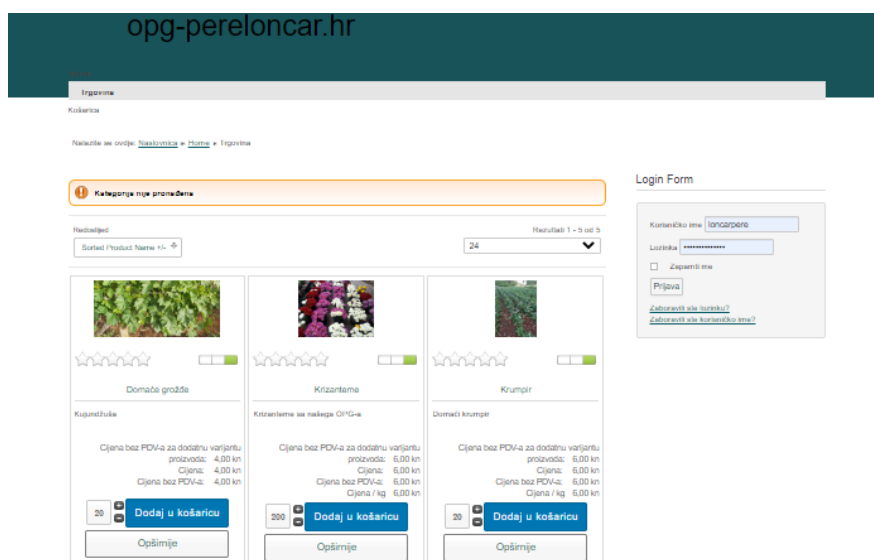 opg-pereloncar.hr
Trgovina
Košarica
Nalazite se ovdje: Naslovnica Home Trgovina
Kategorija nije pronađena
Redoslijed
Sorted Product Name +/-
Rezultati 1 - 5 od 5
24
Domaće grožđe
Kujundžuša
Cijena bez PDV-a za dodatnu varijantu
proizvoda: 4,00 kn
Cijena: 4,00 kn
Cijena bez PDV-a: 4,00 kn
20
Dodaj u košaricu
Opširnije
Krizanteme
Krizanteme sa našega OPG-a
Cijena bez PDV-a za dodatnu varijantu
proizvoda: 6,00 kn
Cijena: 6,00 kn
Cijena bez PDV-a: 6,00 kn
Cijena / kg 6,00 kn
200
Dodaj u košaricu
Opširnije
Krumpir
Domaći krumpir
Cijena bez PDV-a za dodatnu varijantu
proizvoda: 6,00 kn
Cijena: 6,00 kn
Cijena bez PDV-a: 6,00 kn
Cijena / kg 6,00 kn
20
Dodaj u košaricu
Opširnije
Login Form
Korisničko ime loncarpere
Lozinka
Zapamti me
Prijava
Zaboravili ste lozinku?
Zaboravili ste korisničko ime?